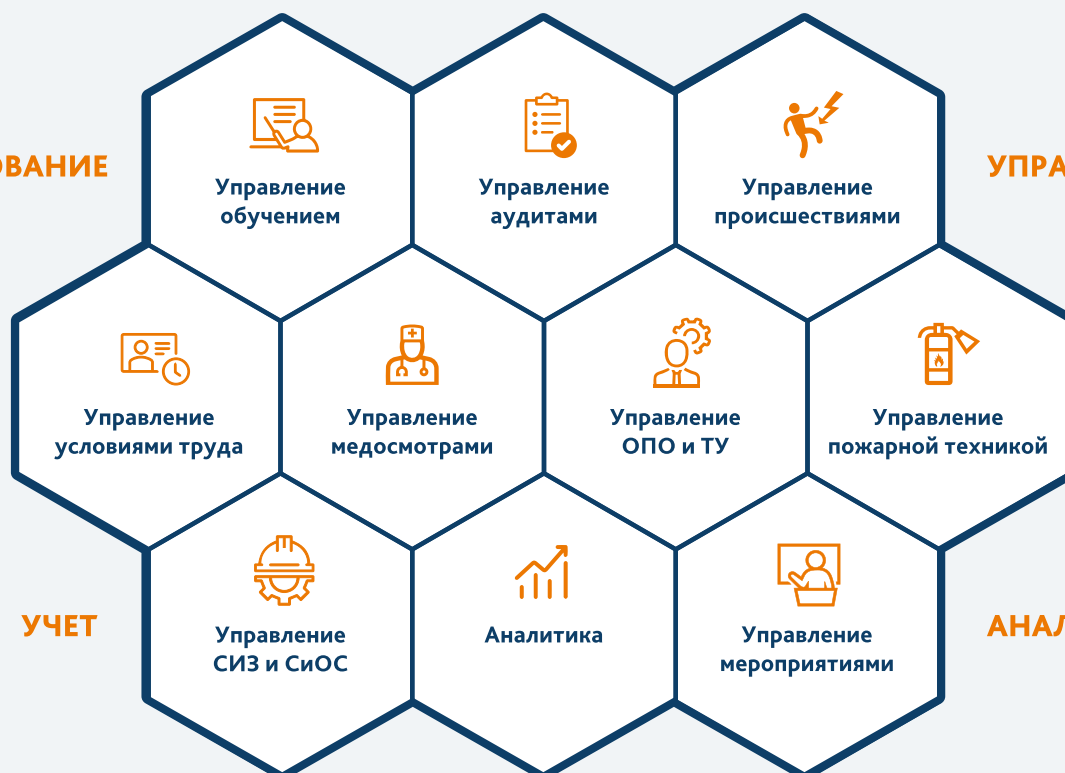 ОВАНИЕ
УПРА
Управление
обучением
Управление
аудитами
Управление
происшествиями
Управление
условиями труда
Управление
медосмотрами
Управление
ОПО и ТУ
Управление
пожарной техникой
УЧЕТ
АНАЛ
Управление
СИЗ и СиОС
Аналитика
Управление
мероприятиями